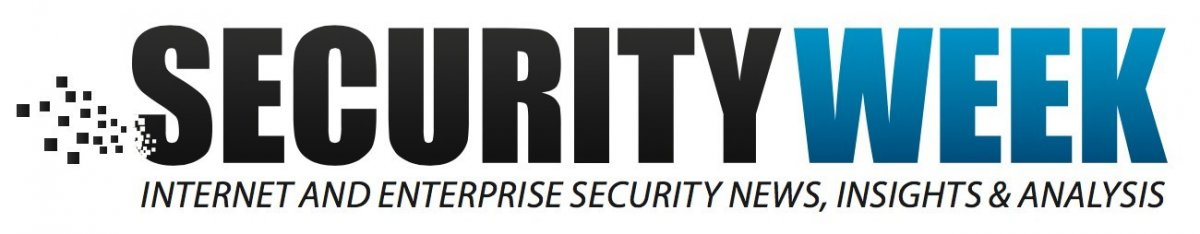 SECURITYWEEK
INTERNET AND ENTERPRISE SECURITY NEWS, INSIGHTS & ANALYSIS